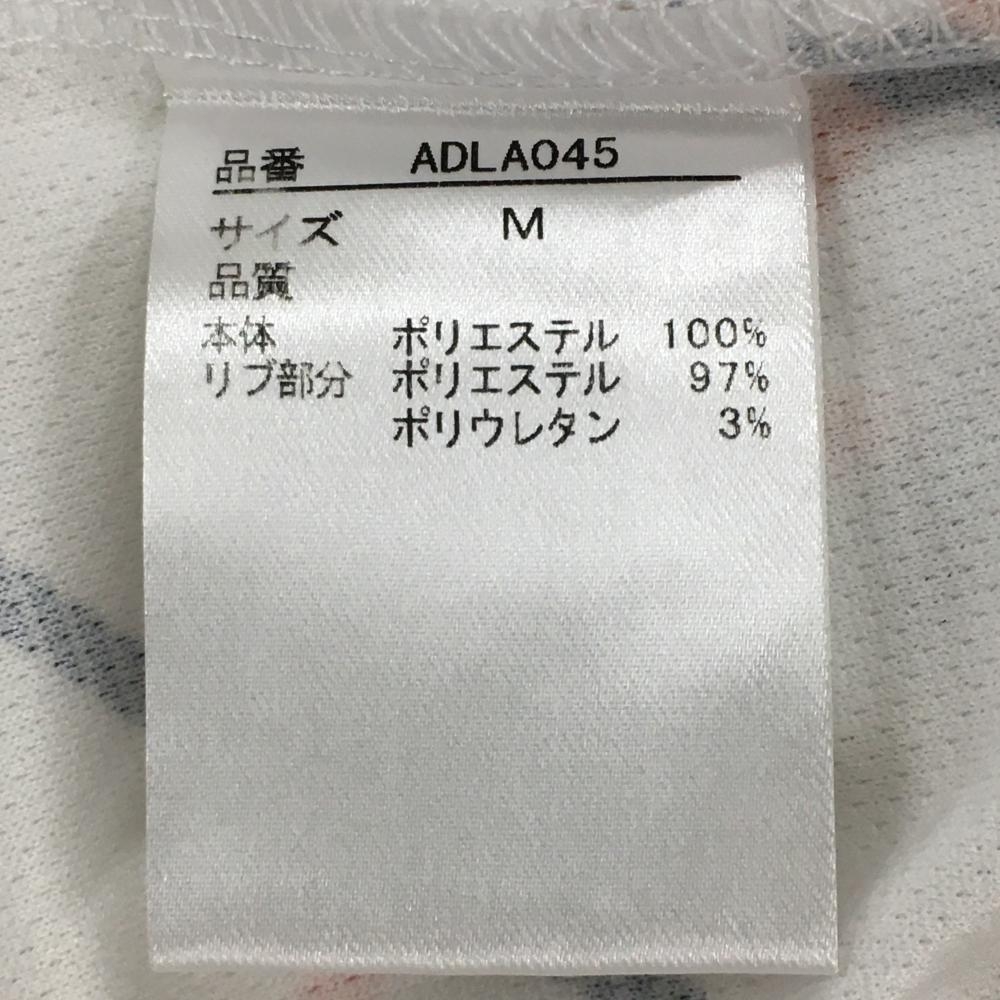 品番 ADLA045
サイズ M
品質
本体 ポリエステル 100%
リブ部分 ポリエステル 97%
ポリウレタン 3%